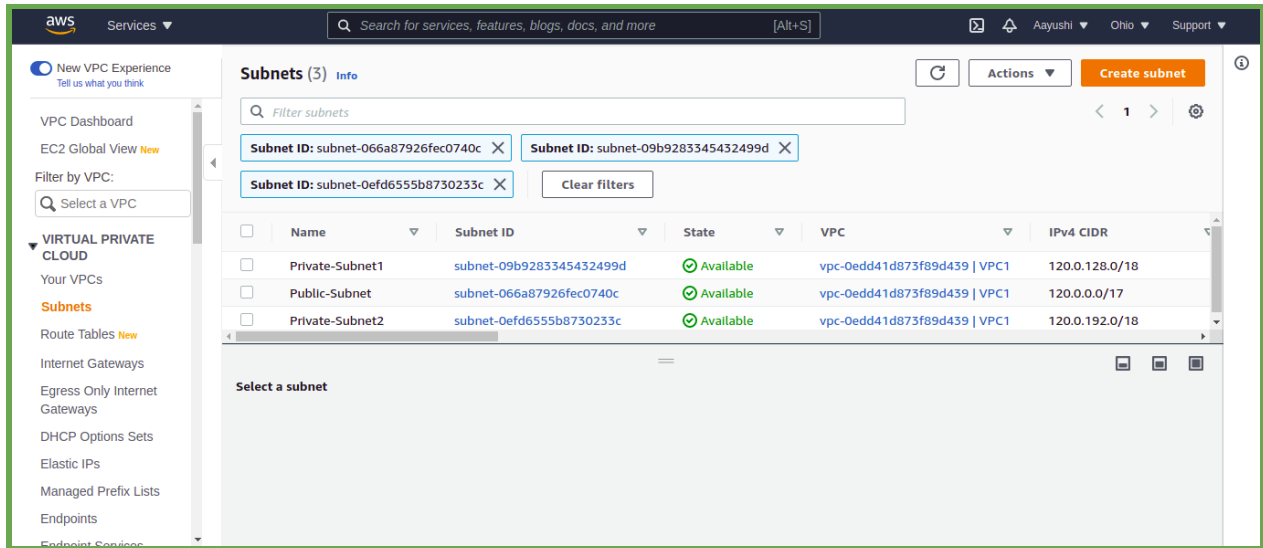 aws Services ▼ Search for services, features, blogs, docs, and more [Alt+S] Aayushi ▼ Ohio ▼ Support ▼
New VPC Experience
Tell us what you think
VPC Dashboard
EC2 Global View New
Filter by VPC:
Select a VPC
VIRTUAL PRIVATE
CLOUD
Your VPCs
Subnets
Route Tables New
Internet Gateways
Egress Only Internet
Gateways
DHCP Options Sets
Elastic IPs
Managed Prefix Lists
Endpoints
Endpoint Services
Subnets (3) Info Actions ▼ Create subnet
Filter subnets 1
Subnet ID: subnet-066a87926fec0740c Subnet ID: subnet-09b9283345432499d
Subnet ID: subnet-0efd6555b8730233c Clear filters
Name Subnet ID State VPC IPv4 CIDR
Private-Subnet1 subnet-09b9283345432499d Available vpc-0edd41d873f89d439 | VPC1 120.0.128.0/18
Public-Subnet subnet-066a87926fec0740c Available vpc-0edd41d873f89d439 | VPC1 120.0.0.0/17
Private-Subnet2 subnet-0efd6555b8730233c Available vpc-0edd41d873f89d439 | VPC1 120.0.192.0/18
Select a subnet